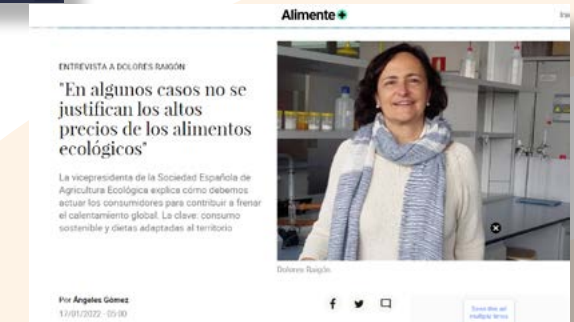 Alimente+
ENTREVISTA A DOLORES RAIGÓN
"En algunos casos no se
justifican los altos
precios de los alimentos
ecológicos"
La vicepresidenta de la Sociedad Española de
Agricultura Ecológica explica cómo debemos
actuar los consumidores para contribuir a frenar
el calentamiento global. La clave: consumo
sostenible y dietas adaptadas al territorio
Dolores Raigón.
Por Ángeles Gómez
17/01/2022 - 05:00